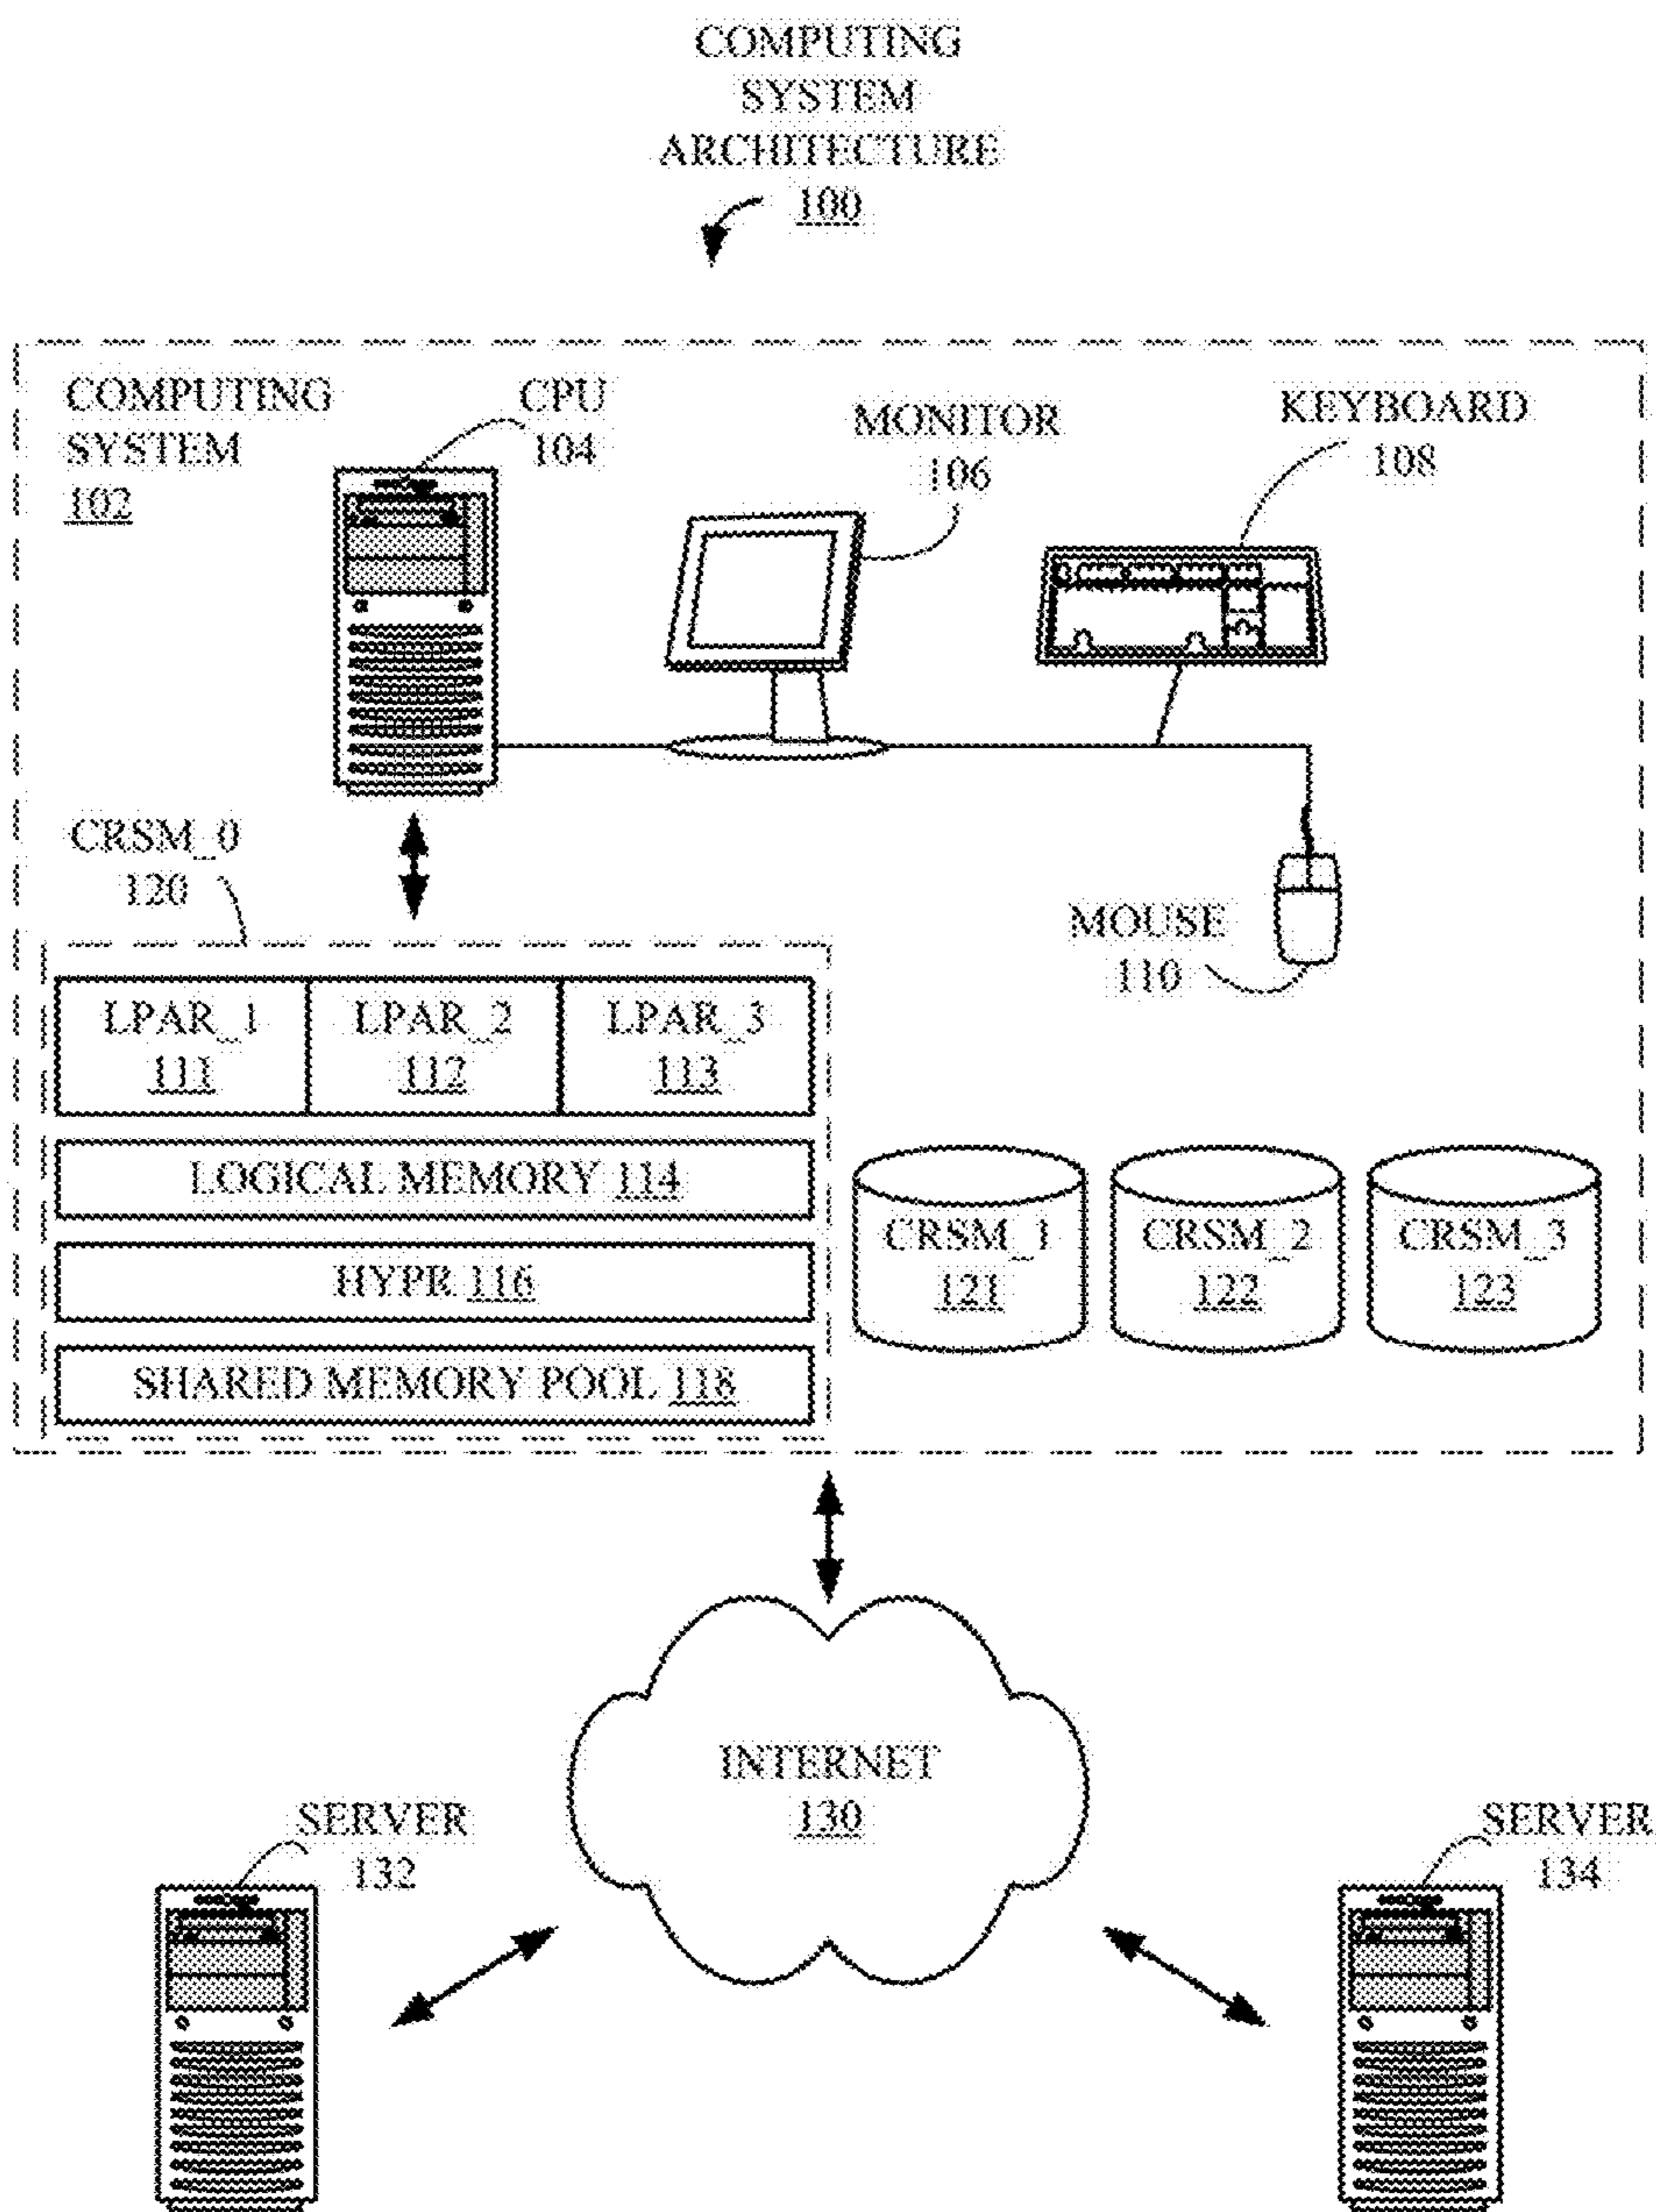 COMPUTING
SYSTEM
ARCHITECTURE
100
COMPUTING
SYSTEM
102
CPU
104
MONITOR
106
KEYBOARD
108
CRSM_0
120
MOUSE
110
LPAR_1
111
LPAR_2
112
LPAR_3
113
LOGICAL MEMORY 114
HYPR 116
SHARED MEMORY POOL 118
CRSM_1
121
CRSM_2
122
CRSM_3
123
INTERNET
130
SERVER
132
SERVER
134